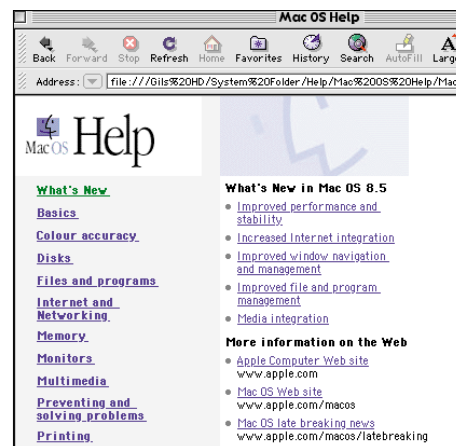 Mac OS Help
Back Forward Stop Refresh Home Favorites History Search AutoFill Large
Address: file:///Gils%20HD/System%20Folder/Help/Mac%20OS%20Help/Mac
Mac OS Help
What's New
Basics
Colour accuracy
Disks
Files and programs
Internet and
Networking
Memory
Monitors
Multimedia
Preventing and
solving problems
Printing
What's New in Mac OS 8.5
Improved performance and
stability
Increased Internet integration
Improved window navigation
and management
Improved file and program
management
Media integration
More information on the Web
Apple Computer Web site
www.apple.com
Mac OS Web site
www.apple.com/macos
Mac OS late breaking news
www.apple.com/macos/latebreaking